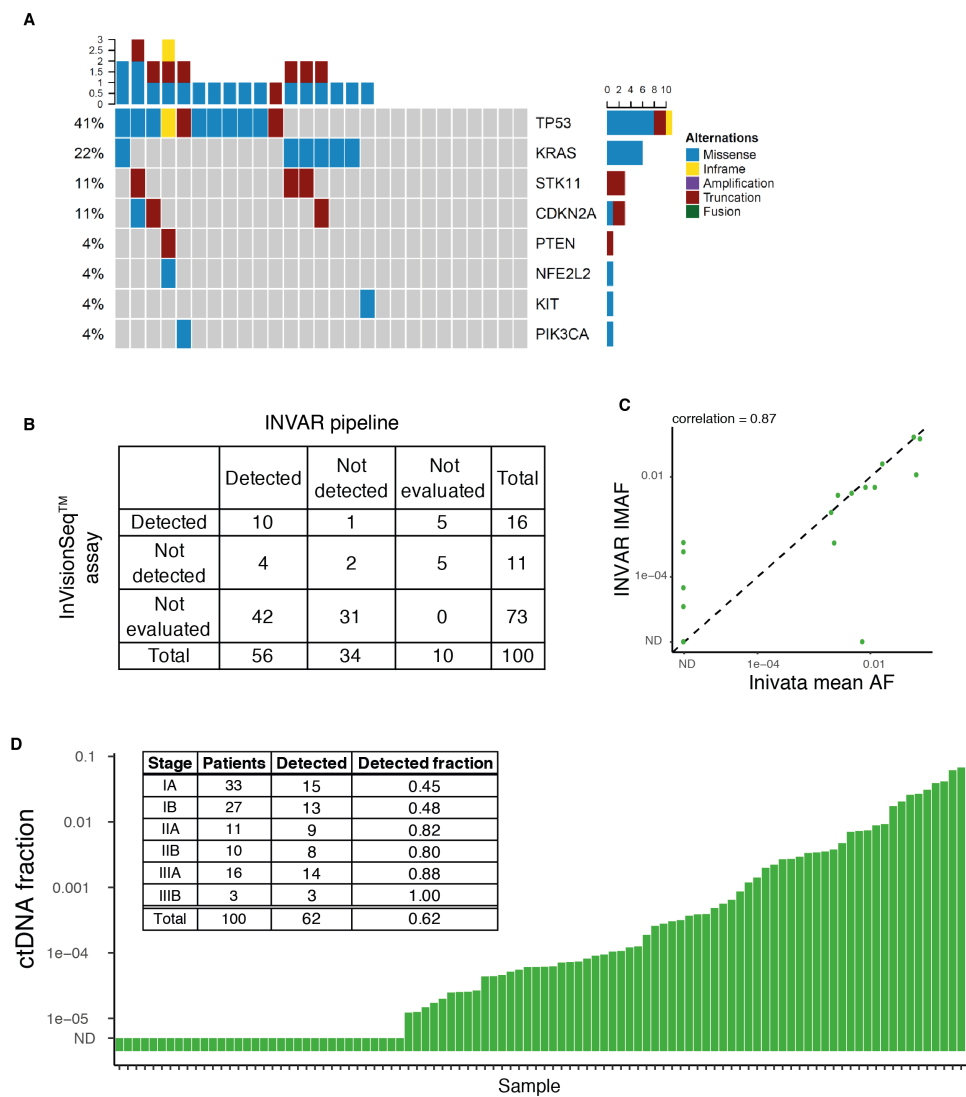 A
3
2.5
2
1.5
1
0.5
0
0 2 4 6 8 10
41% TP53
22% KRAS
11% STK11
11% CDKN2A
4% PTEN
4% NFE2L2
4% KIT
4% PIK3CA
Alternations
Missense
Inframe
Amplification
Truncation
Fusion
B
INVAR pipeline
InVisionSeq™
assay
Detected Not detected Not evaluated Total
Detected 10 1 5 16
Not detected 4 2 5 11
Not evaluated 42 31 0 73
Total 56 34 10 100
C
correlation = 0.87
INVAR IMAF
0.01
1e−04
ND
ND 1e−04 0.01
Inivata mean AF
D
ctDNA fraction
0.1
0.01
0.001
1e−04
1e−05
ND
Stage Patients Detected Detected fraction
IA 33 15 0.45
IB 27 13 0.48
IIA 11 9 0.82
IIB 10 8 0.80
IIIA 16 14 0.88
IIIB 3 3 1.00
Total 100 62 0.62
Sample